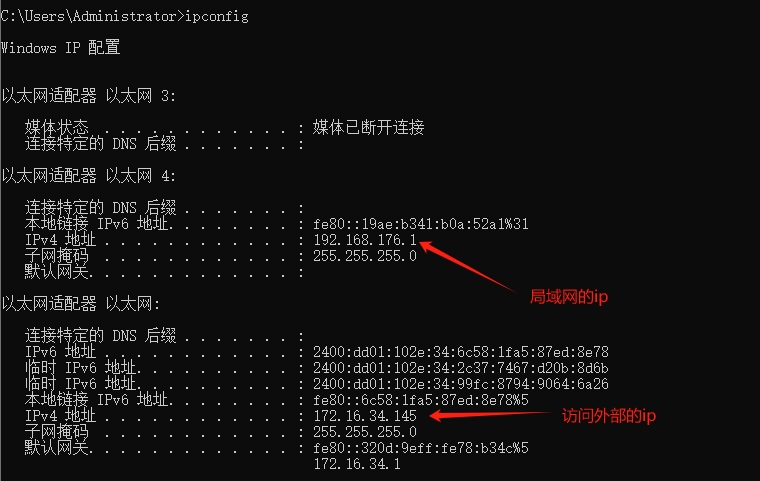 C:\Users\Administrator>ipconfig
Windows IP 配置
以太网适配器 以太网 3:
媒体状态 . . . . . . . . . . . . : 媒体已断开连接
连接特定的 DNS 后缀 . . . . . . . :
以太网适配器 以太网 4:
连接特定的 DNS 后缀 . . . . . . . :
本地链接 IPv6 地址. . . . . . . . : fe80::19ae:b341:b0a:52a1%31
IPv4 地址 . . . . . . . . . . . . : 192.168.176.1
子网掩码 . . . . . . . . . . . . : 255.255.255.0
默认网关. . . . . . . . . . . . . :
局域网的ip
以太网适配器 以太网:
连接特定的 DNS 后缀 . . . . . . . :
IPv6 地址 . . . . . . . . . . . . : 2400:dd01:102e:34:6c58:1fa5:87ed:8e78
临时 IPv6 地址. . . . . . . . . . : 2400:dd01:102e:34:2c37:7467:d20b:8d6b
临时 IPv6 地址. . . . . . . . . . : 2400:dd01:102e:34:99fc:8794:9064:6a26
本地链接 IPv6 地址. . . . . . . . : fe80::6c58:1fa5:87ed:8e78%5
IPv4 地址 . . . . . . . . . . . . : 172.16.34.145 访问外部的ip
子网掩码 . . . . . . . . . . . . : 255.255.255.0
默认网关. . . . . . . . . . . . . : fe80::320d:9eff:fe78:b34c%5
172.16.34.1